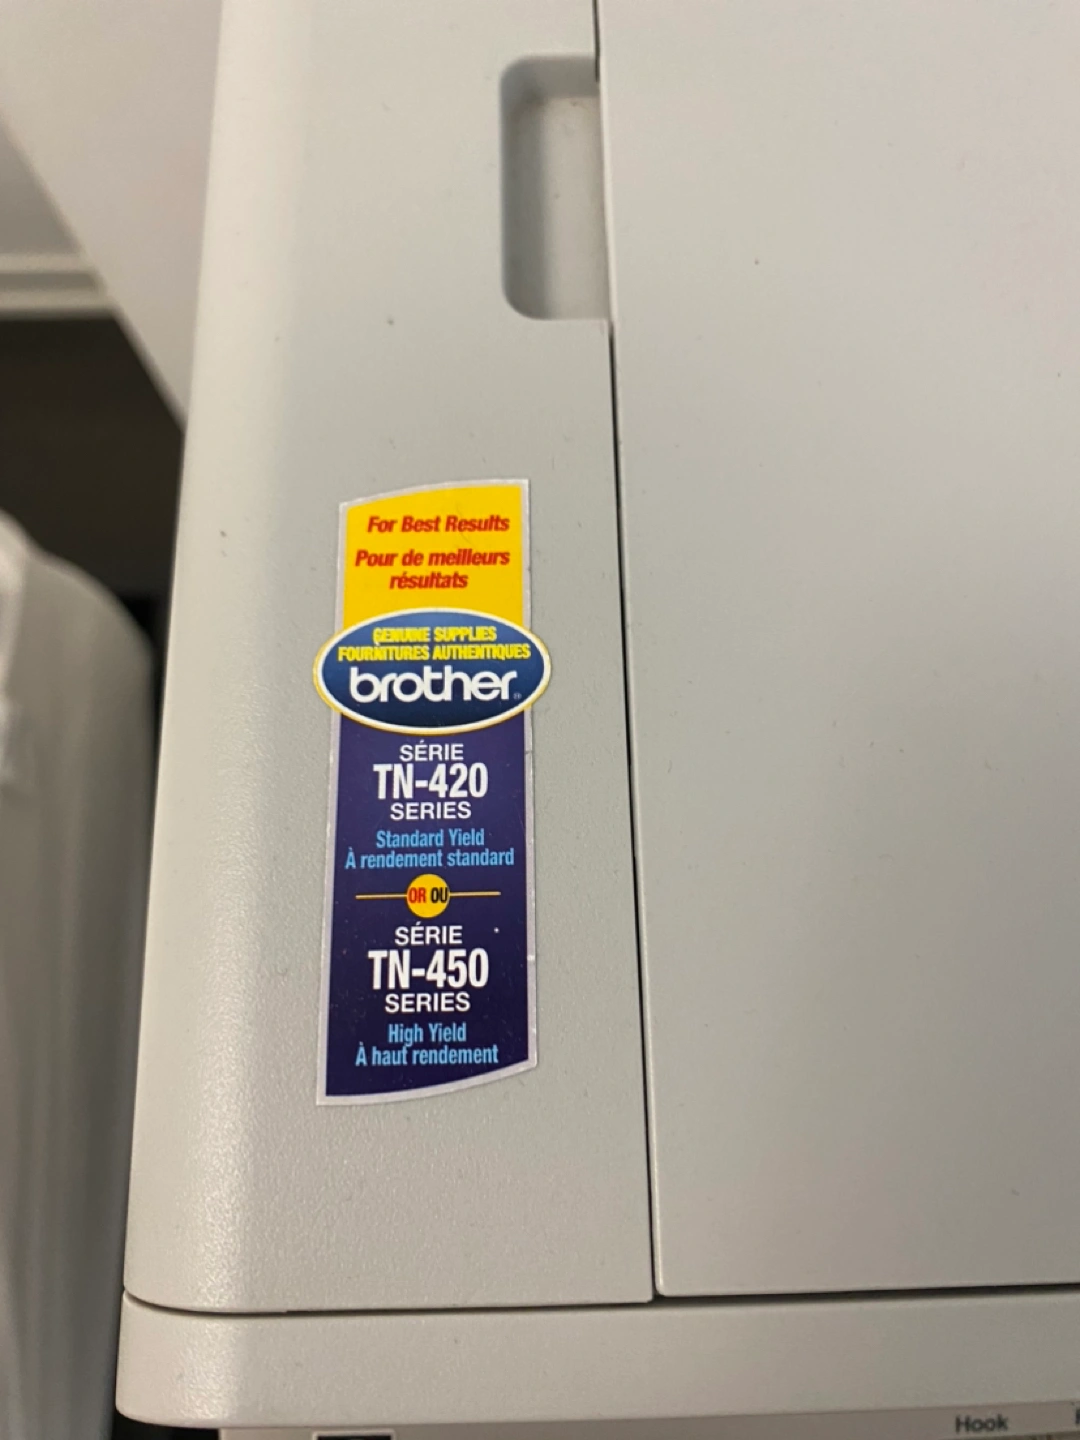 For Best Results
Pour de meilleurs
résultats
GENUINE SUPPLIES
FOURNITURES AUTHENTIQUES
brother®
SÉRIE
TN-420
SERIES
Standard Yield
À rendement standard
OR OU
SÉRIE
TN-450
SERIES
High Yield
À haut rendement
Hook